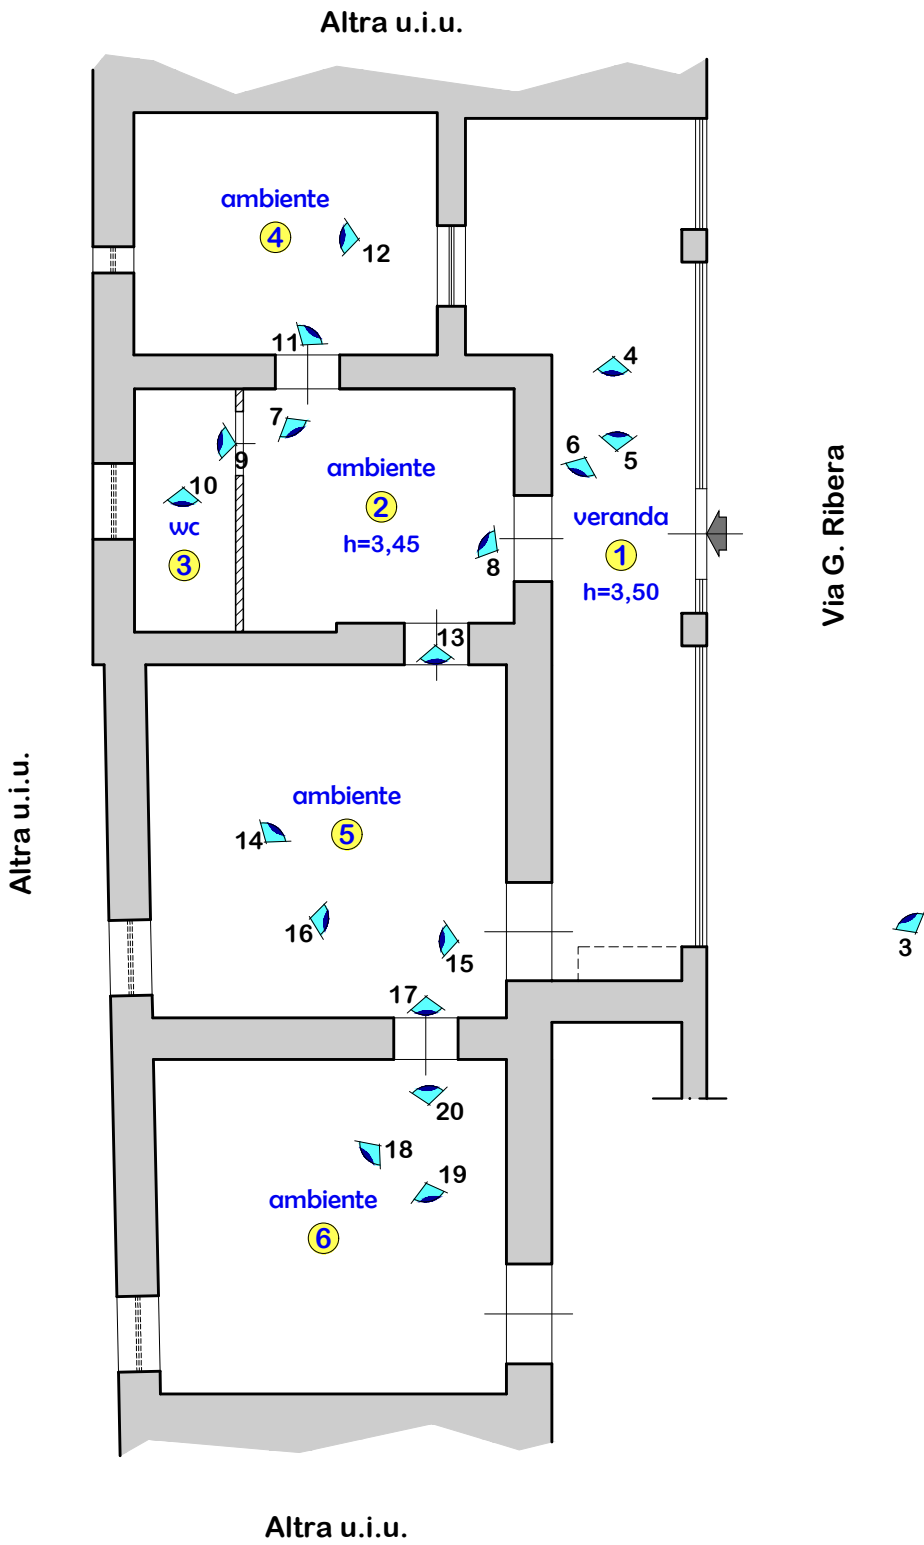 Altra u.i.u.
ambiente
4
12
11
4
7
6
5
9
ambiente
10
2
veranda
wc
h=3,45
1
3
8
h=3,50
Via G. Ribera
13
Altra u.i.u.
ambiente
14
5
16
15
3
17
20
18
19
ambiente
6
Altra u.i.u.